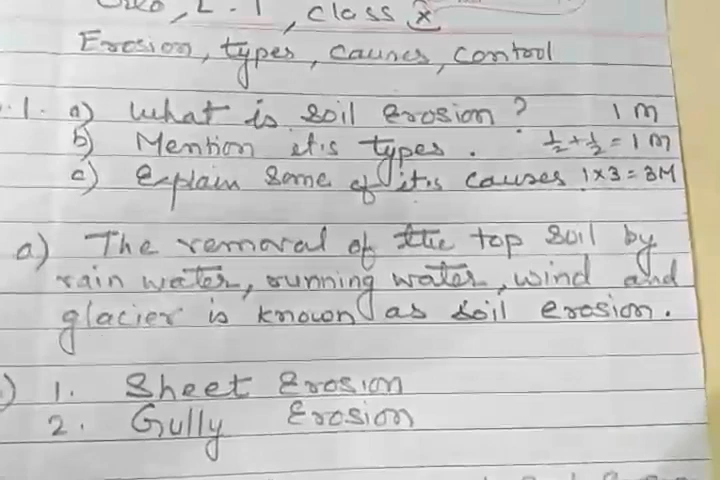 L. 1, class X
Erosion, types, causes, control
1. a) What is soil erosion? 1 M
b) Mention it's types. ½+½=1 M
c) Explain some of it's causes 1×3=3M
a) The removal of the top soil by
rain water, running water, wind and
glacier is known as soil erosion.
) 1. Sheet Erosion
2. Gully Erosion